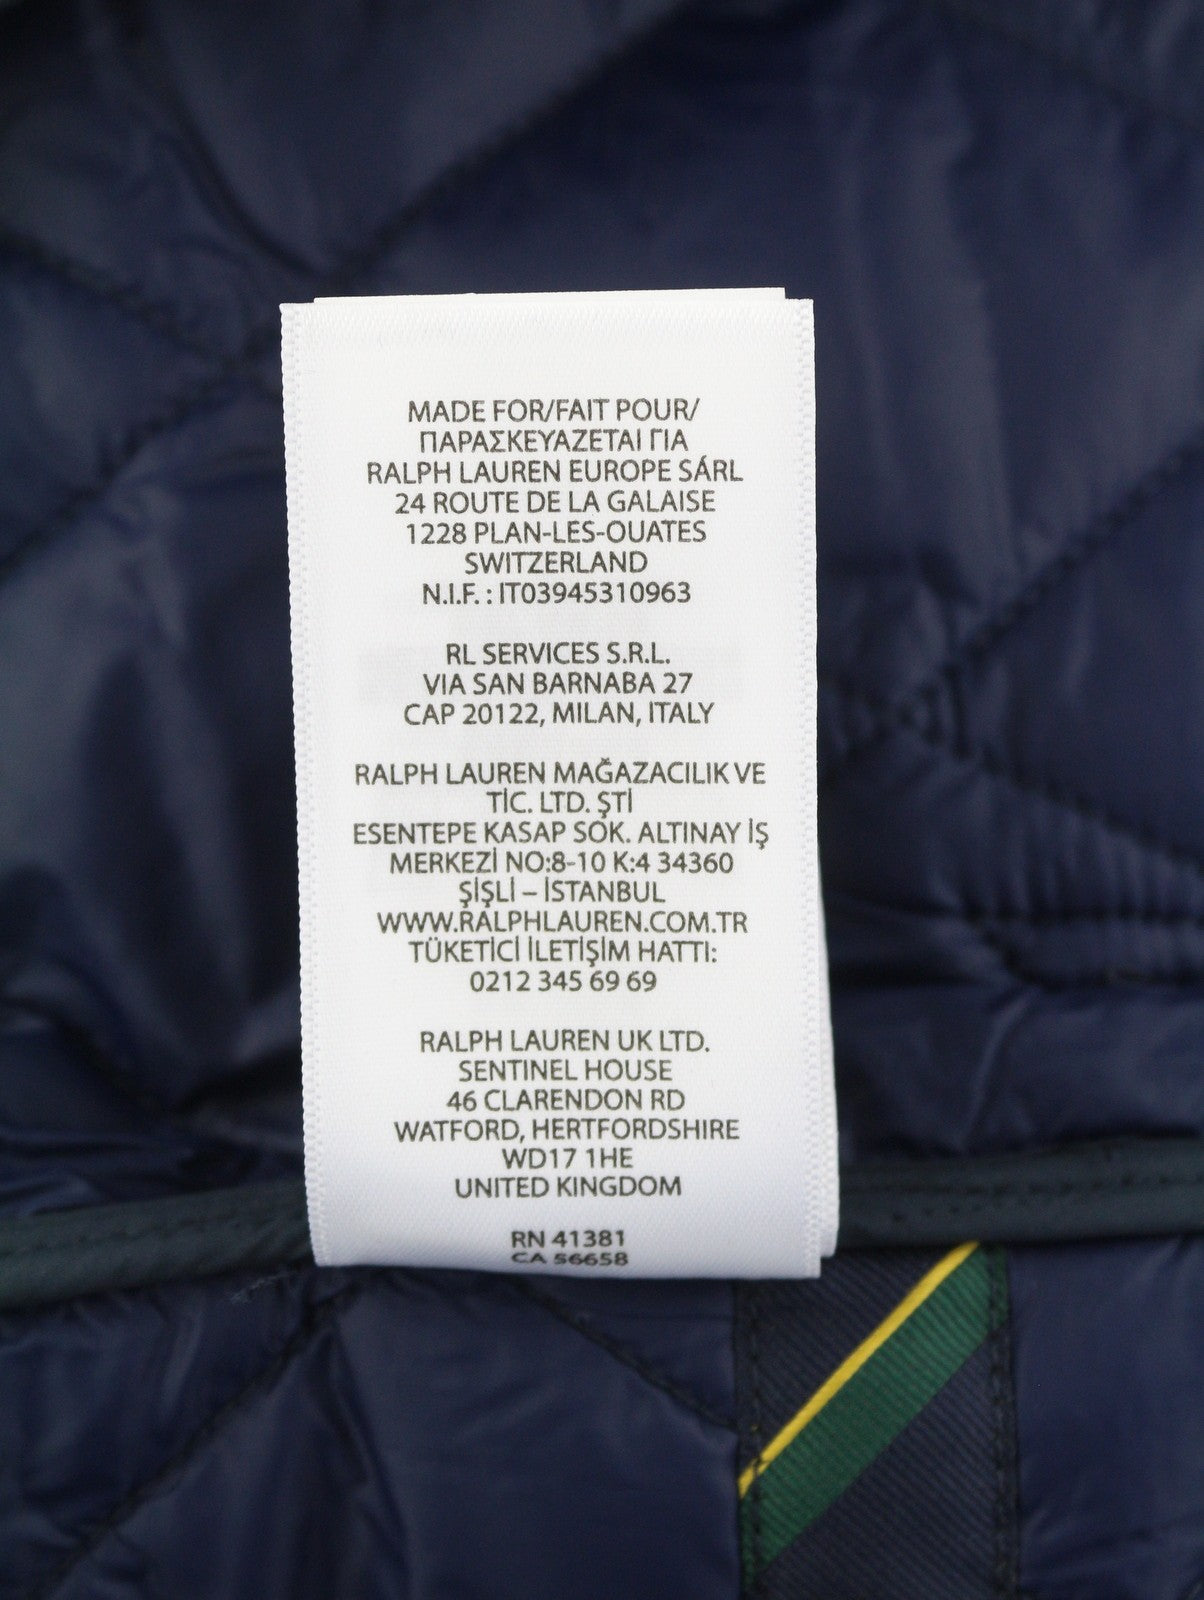 MADE FOR/FAIT POUR/
ΠΑΡΑΣΚΕΥΑΖΕΤΑΙ ΓΙΑ
RALPH LAUREN EUROPE SÁRL
24 ROUTE DE LA GALAISE
1228 PLAN-LES-OUATES
SWITZERLAND
N.I.F. : IT03945310963
RL SERVICES S.R.L.
VIA SAN BARNABA 27
CAP 20122, MILAN, ITALY
RALPH LAUREN MAĞAZACILIK VE
TİC. LTD. ŞTİ
ESENTEPE KASAP SOK. ALTINAY İŞ
MERKEZİ NO:8-10 K:4 34360
ŞİŞLİ – İSTANBUL
WWW.RALPHLAUREN.COM.TR
TÜKETİCİ İLETİŞİM HATTI:
0212 345 69 69
RALPH LAUREN UK LTD.
SENTINEL HOUSE
46 CLARENDON RD
WATFORD, HERTFORDSHIRE
WD17 1HE
UNITED KINGDOM
RN 41381
CA 56658